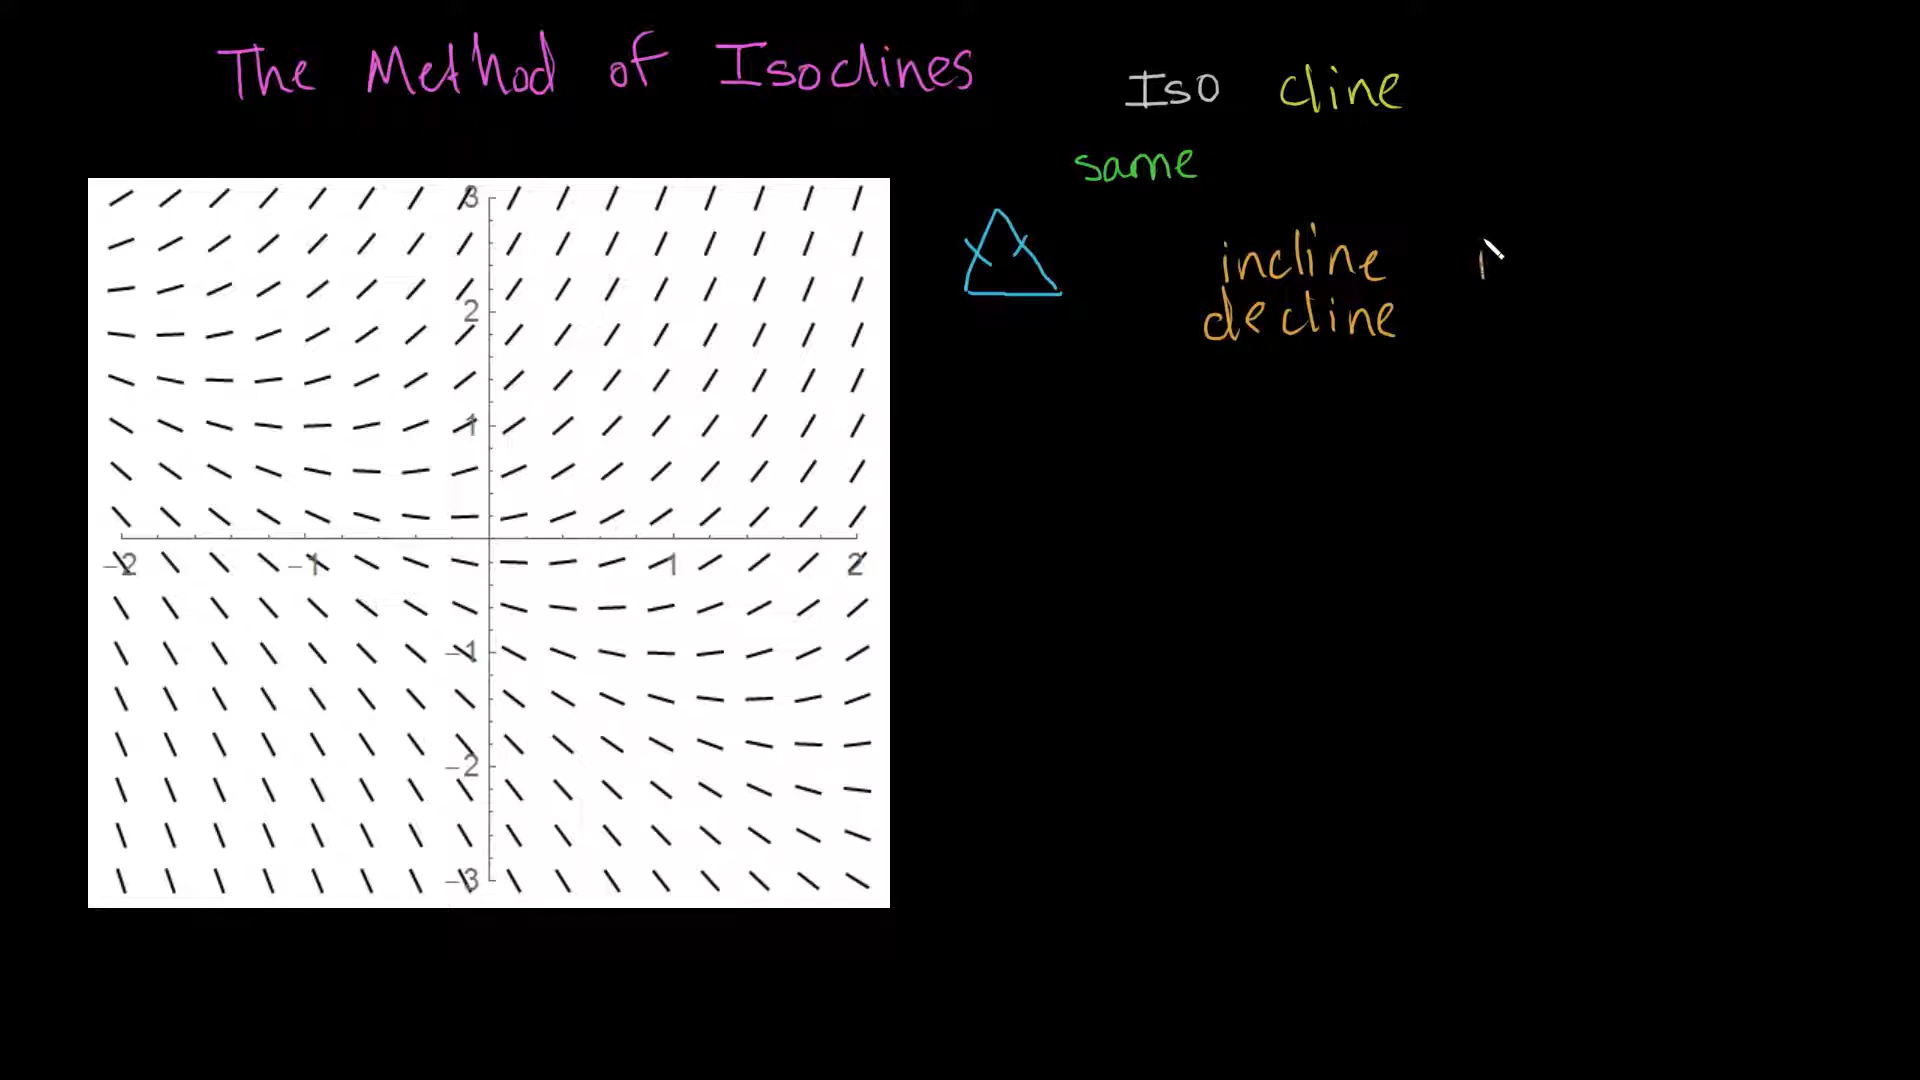 The Method of Isoclines
Iso cline
same
incline
decline
3
2
1
-2 -1 1 2
-1
-2
-3